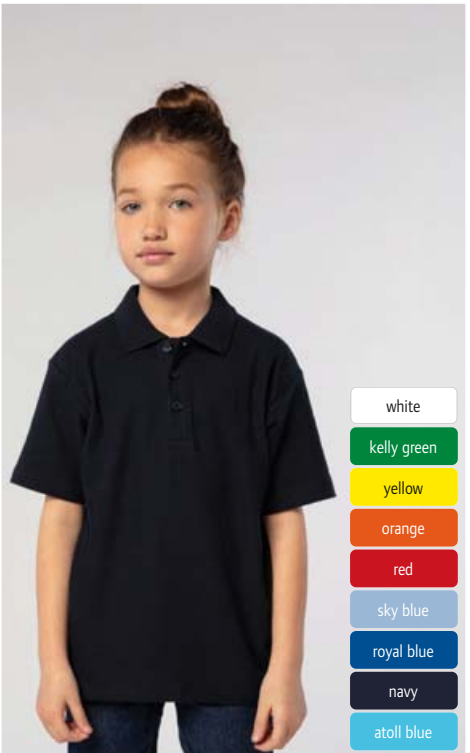 white
kelly green
yellow
orange
red
sky blue
royal blue
navy
atoll blue